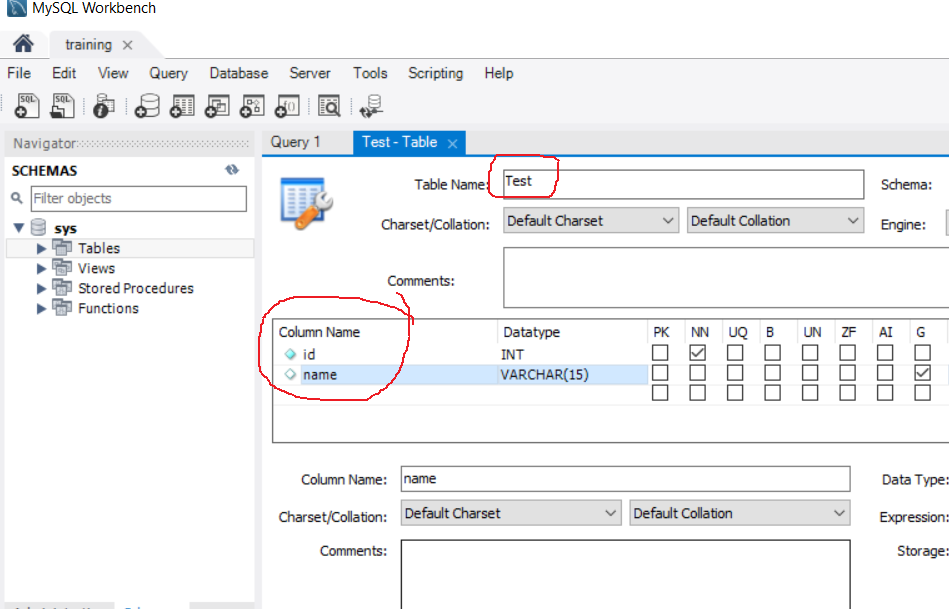 MySQL Workbench
training
File Edit View Query Database Server Tools Scripting Help
SQL SQL
Navigator
Query 1 Test - Table
SCHEMAS
Filter objects
sys
Tables
Views
Stored Procedures
Functions
Table Name: Test Schema:
Charset/Collation: Default Charset Default Collation Engine:
Comments:
Column Name Datatype PK NN UQ B UN ZF AI G
id INT
name VARCHAR(15)
Column Name: name Data Type:
Charset/Collation: Default Charset Default Collation Expression:
Comments: Storage: